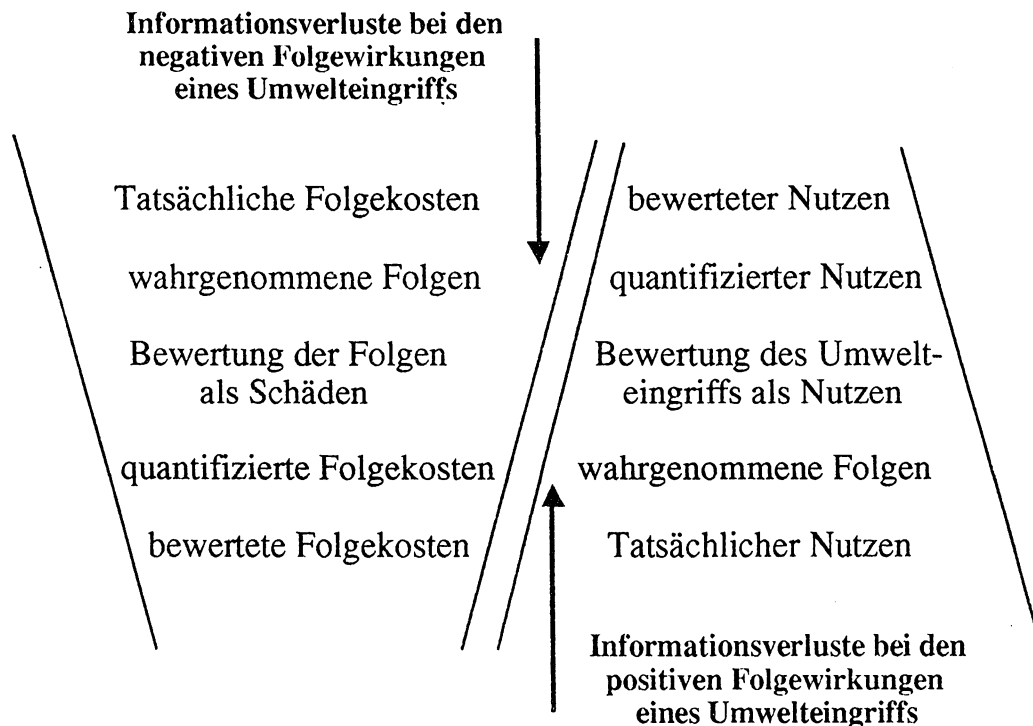 Informationsverluste bei den
negativen Folgewirkungen
eines Umwelteingriffs
Tatsächliche Folgekosten
wahrgenommene Folgen
Bewertung der Folgen
als Schäden
quantifizierte Folgekosten
bewertete Folgekosten
bewerteter Nutzen
quantifizierter Nutzen
Bewertung des Umwelt-
eingriffs als Nutzen
wahrgenommene Folgen
Tatsächlicher Nutzen
Informationsverluste bei den
positiven Folgewirkungen
eines Umwelteingriffs